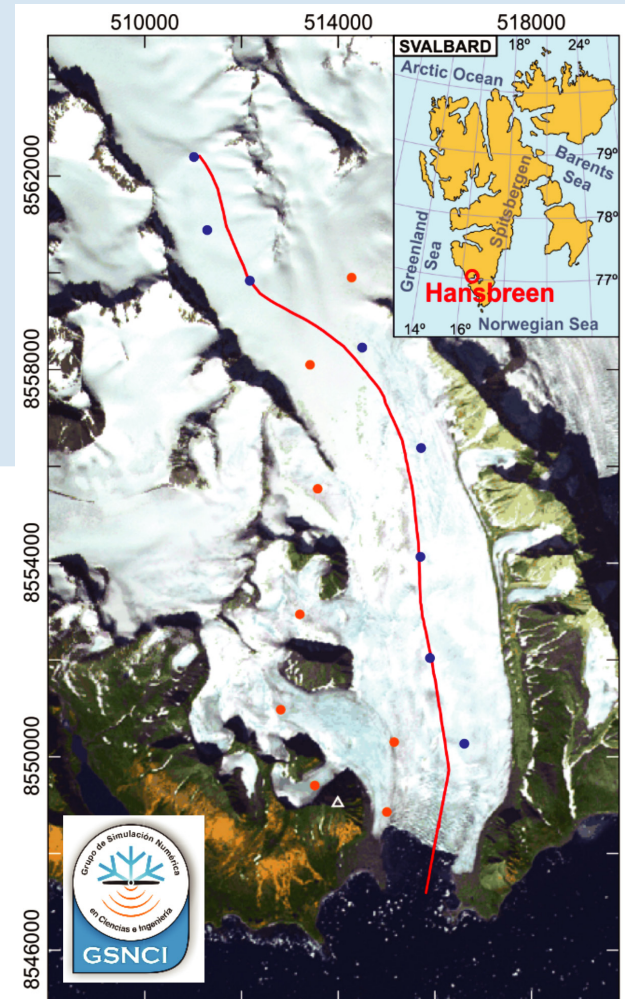 510000 514000 518000
8562000
8558000
8554000
8550000
8546000
SVALBARD
18º 24º
Arctic Ocean
79º
Barents
Sea
78º
Spitsbergen
Greenland
Sea
77º
Hansbreen
14º 16º
Norwegian Sea
Grupo de Simulación Numérica
en Ciencias e Ingeniería
GSNCI